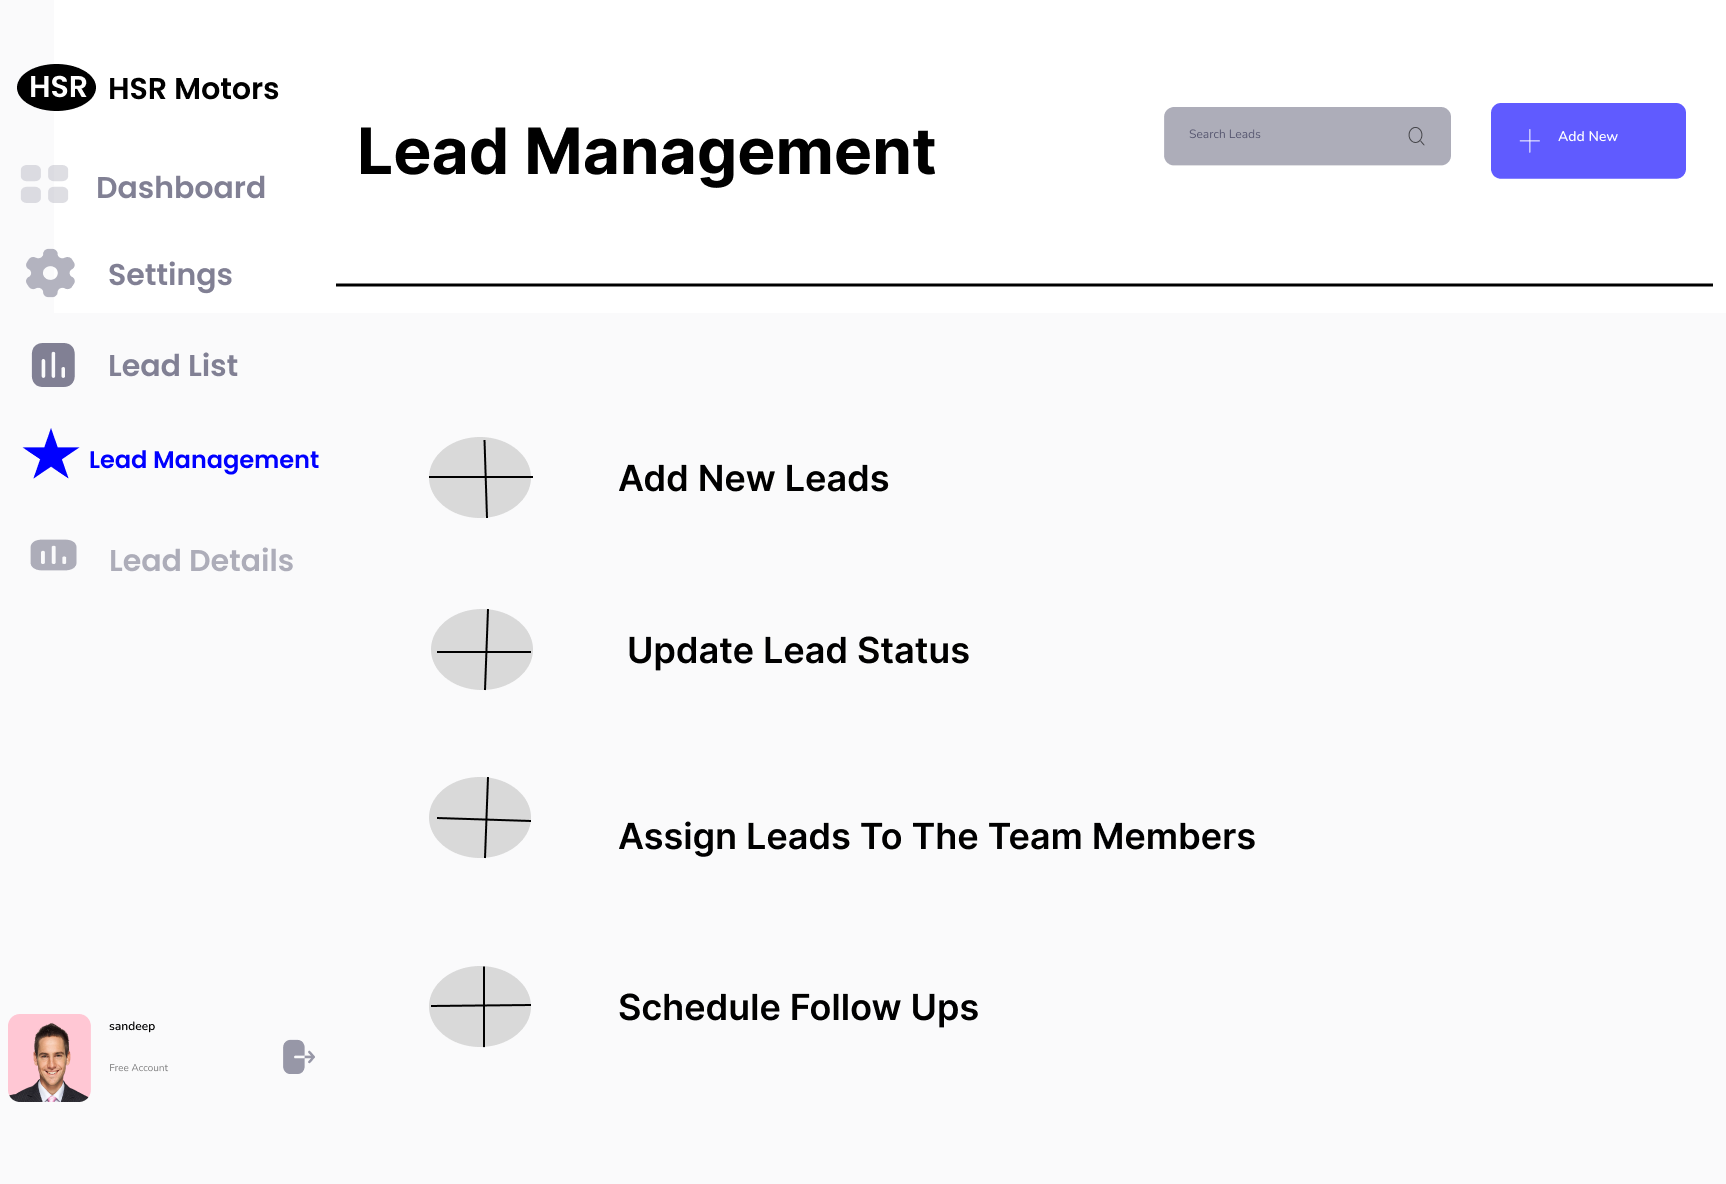 HSR HSR Motors
Dashboard
Settings
Lead List
Lead Management
Lead Details
sandeep
Free Account
Lead Management
Search Leads
Add New
Add New Leads
Update Lead Status
Assign Leads To The Team Members
Schedule Follow Ups